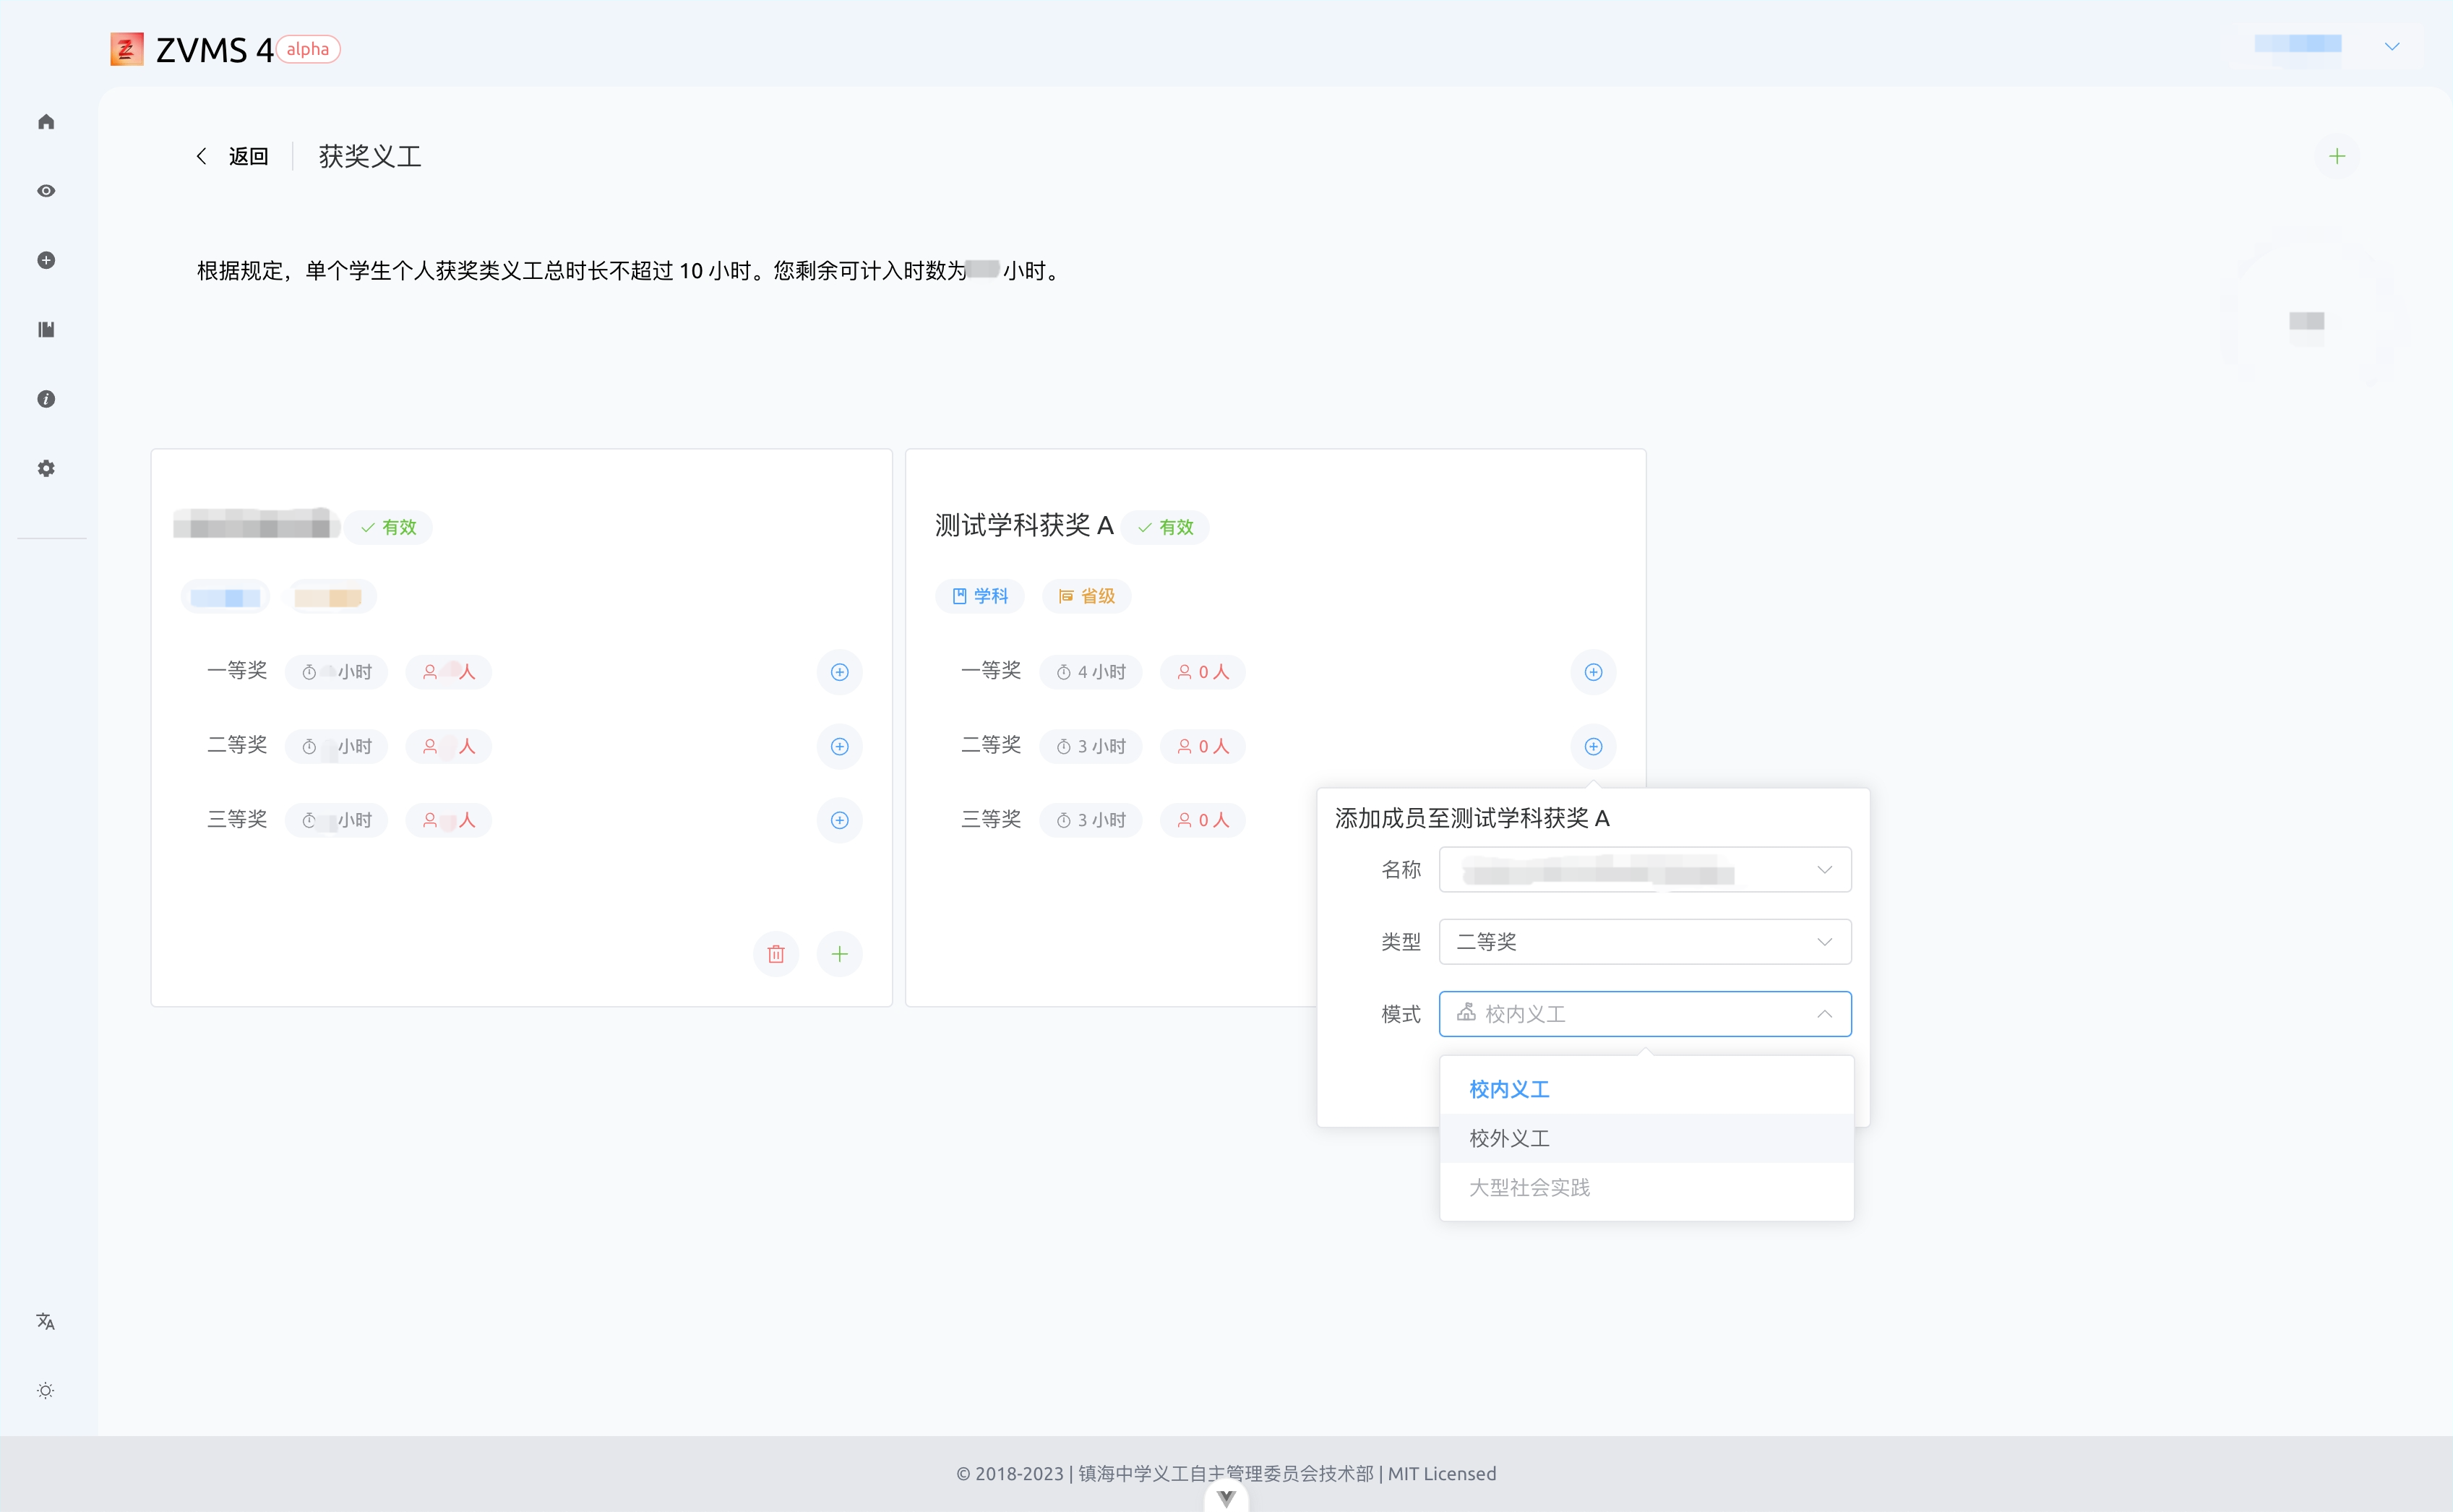 ZVMS 4 alpha
返回 获奖义工
根据规定，单个学生个人获奖类义工总时长不超过 10 小时。您剩余可计入时数为 小时。
有效
一等奖 小时 人
二等奖 小时 人
三等奖 小时 人
测试学科获奖 A 有效
学科 省级
一等奖 4 小时 0 人
二等奖 3 小时 0 人
三等奖 3 小时 0 人
添加成员至测试学科获奖 A
名称
类型 二等奖
模式 校内义工
校内义工
校外义工
大型社会实践
© 2018-2023 | 镇海中学义工自主管理委员会技术部 | MIT Licensed